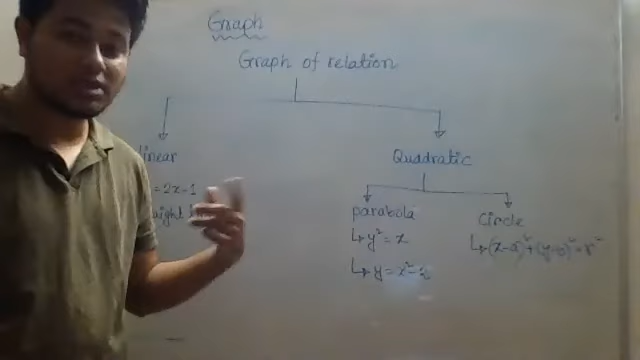 Graph
Graph of relation
linear
Quadratic
= 2x-1
parabola
Circle
y² = x
(x-a)²+(y-b)²=r²
y = x²-